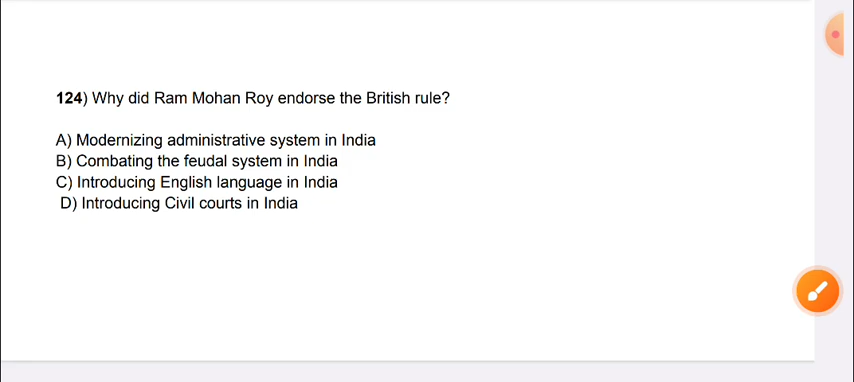 124) Why did Ram Mohan Roy endorse the British rule?
A) Modernizing administrative system in India
B) Combating the feudal system in India
C) Introducing English language in India
D) Introducing Civil courts in India